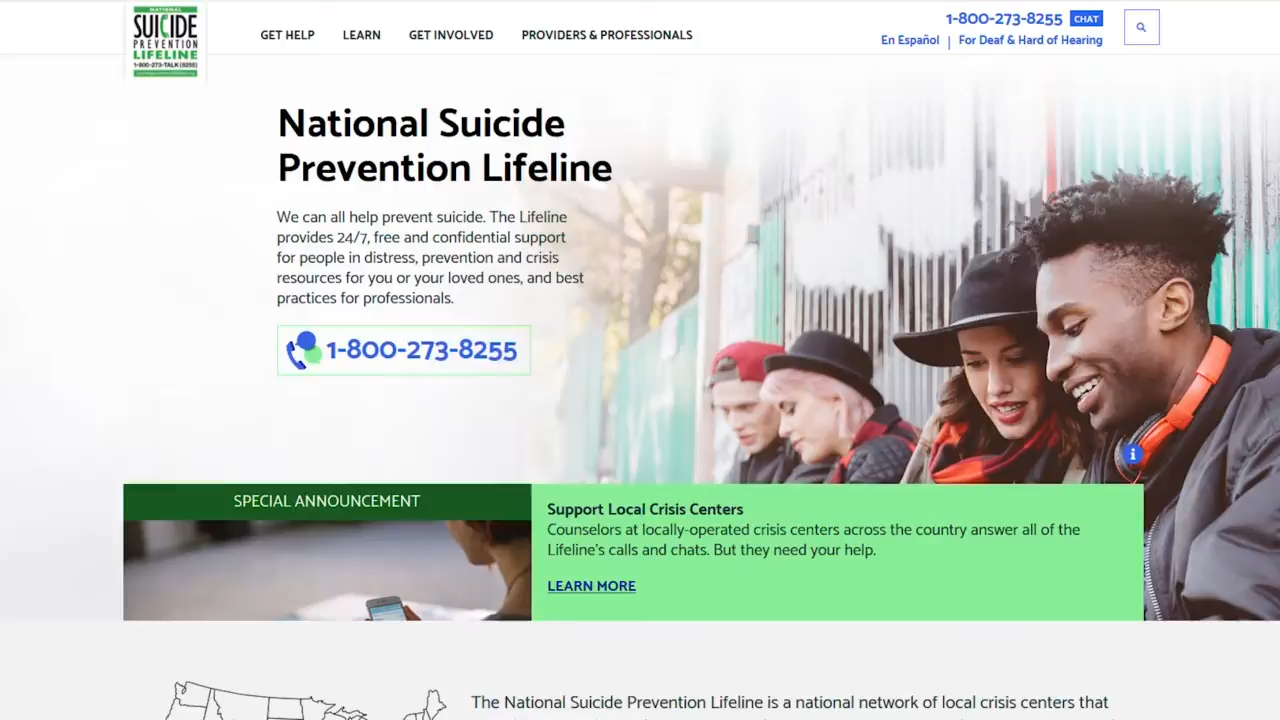 NATIONAL
SUICIDE
PREVENTION
LIFELINE
1-800-273-TALK (8255)
GET HELP
LEARN
GET INVOLVED
PROVIDERS & PROFESSIONALS
1-800-273-8255 CHAT
En Español | For Deaf & Hard of Hearing
National Suicide
Prevention Lifeline
We can all help prevent suicide. The Lifeline
provides 24/7, free and confidential support
for people in distress, prevention and crisis
resources for you or your loved ones, and best
practices for professionals.
1-800-273-8255
SPECIAL ANNOUNCEMENT
Support Local Crisis Centers
Counselors at locally-operated crisis centers across the country answer all of the
Lifeline's calls and chats. But they need your help.
LEARN MORE
The National Suicide Prevention Lifeline is a national network of local crisis centers that